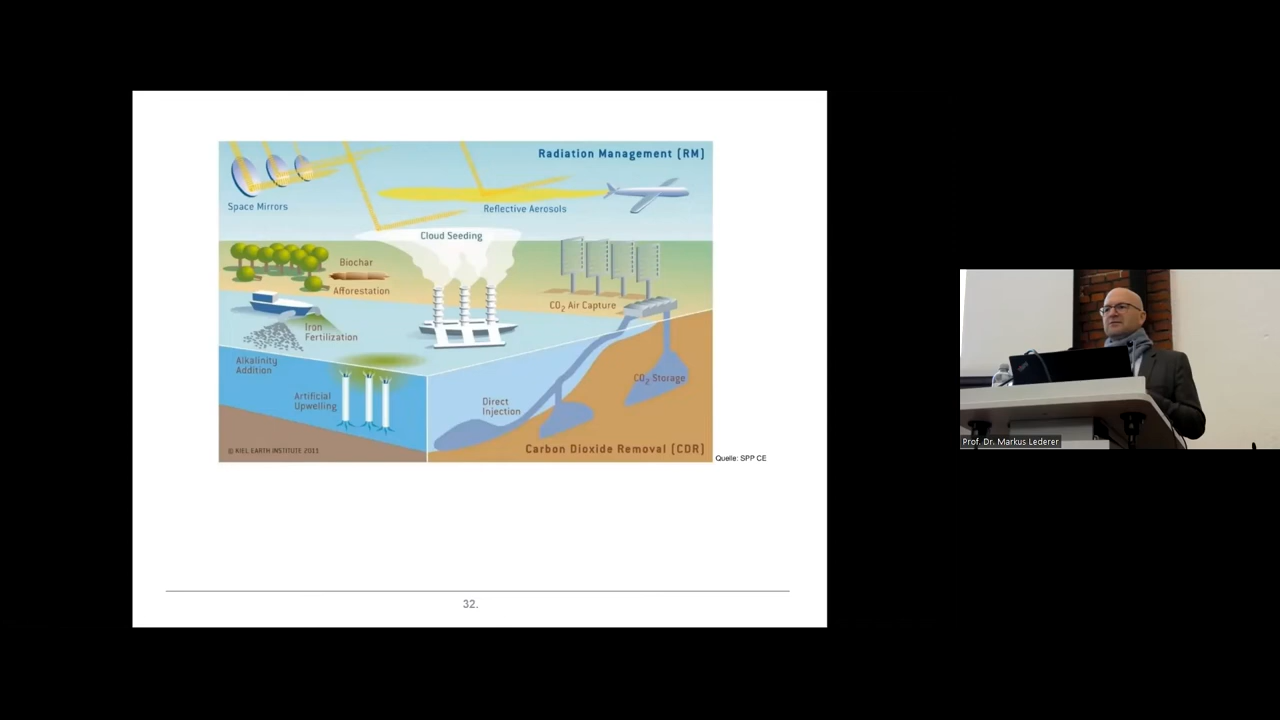 Radiation Management (RM)
Space Mirrors
Reflective Aerosols
Cloud Seeding
Biochar
Afforestation
CO₂ Air Capture
Iron
Fertilization
Alkalinity
Addition
CO₂ Storage
Artificial
Upwelling
Direct
Injection
Carbon Dioxide Removal (CDR)
© KIEL EARTH INSTITUTE 2011
Quelle: SPP CE
32.
Prof. Dr. Markus Lederer